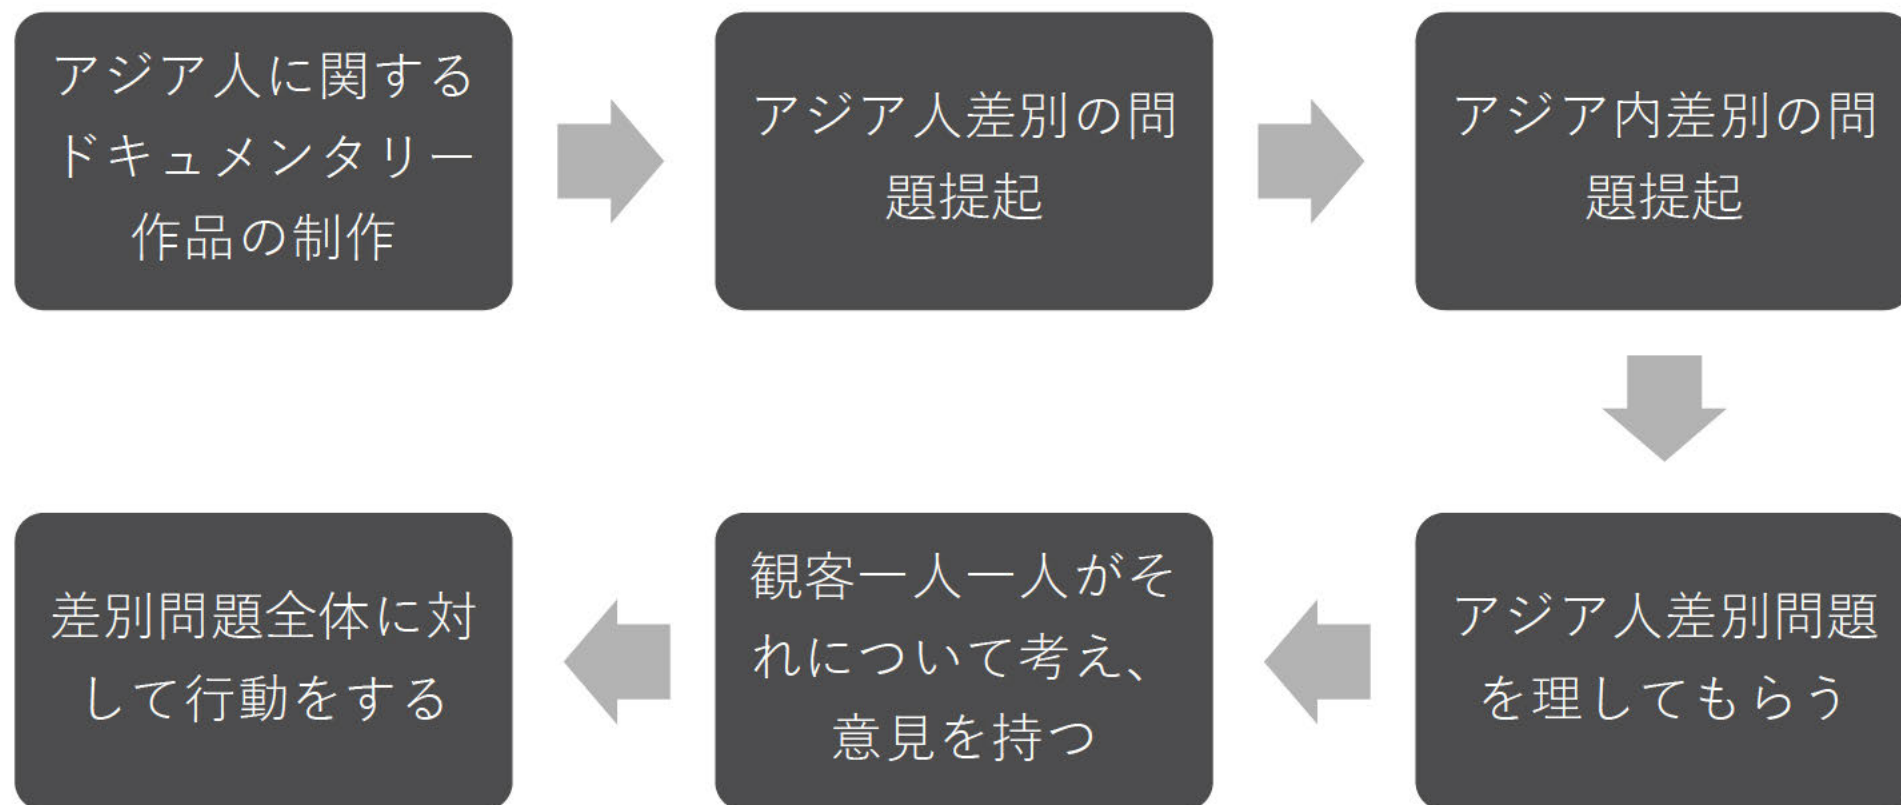 アジア人に関する
ドキュメンタリー
作品の制作
アジア人差別の問
題提起
アジア内差別の問
題提起
アジア人差別問題
を理してもらう
観客一人一人がそ
れについて考え、
意見を持つ
差別問題全体に対
して行動をする